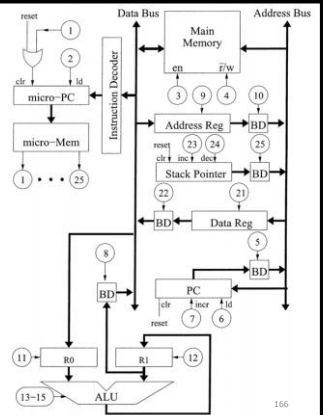 Data Bus
Address Bus
reset
1
2
clr
ld
micro-PC
micro-Mem
1 • • • 25
Instruction Decoder
Main
Memory
en
r/w
3
9
4
10
Address Reg
BD
reset
23
24
25
clr
inc
dec
Stack Pointer
BD
22
21
BD
Data Reg
5
BD
8
BD
PC
clr
incr
ld
reset
7
6
11
R0
R1
12
13-15
ALU
166